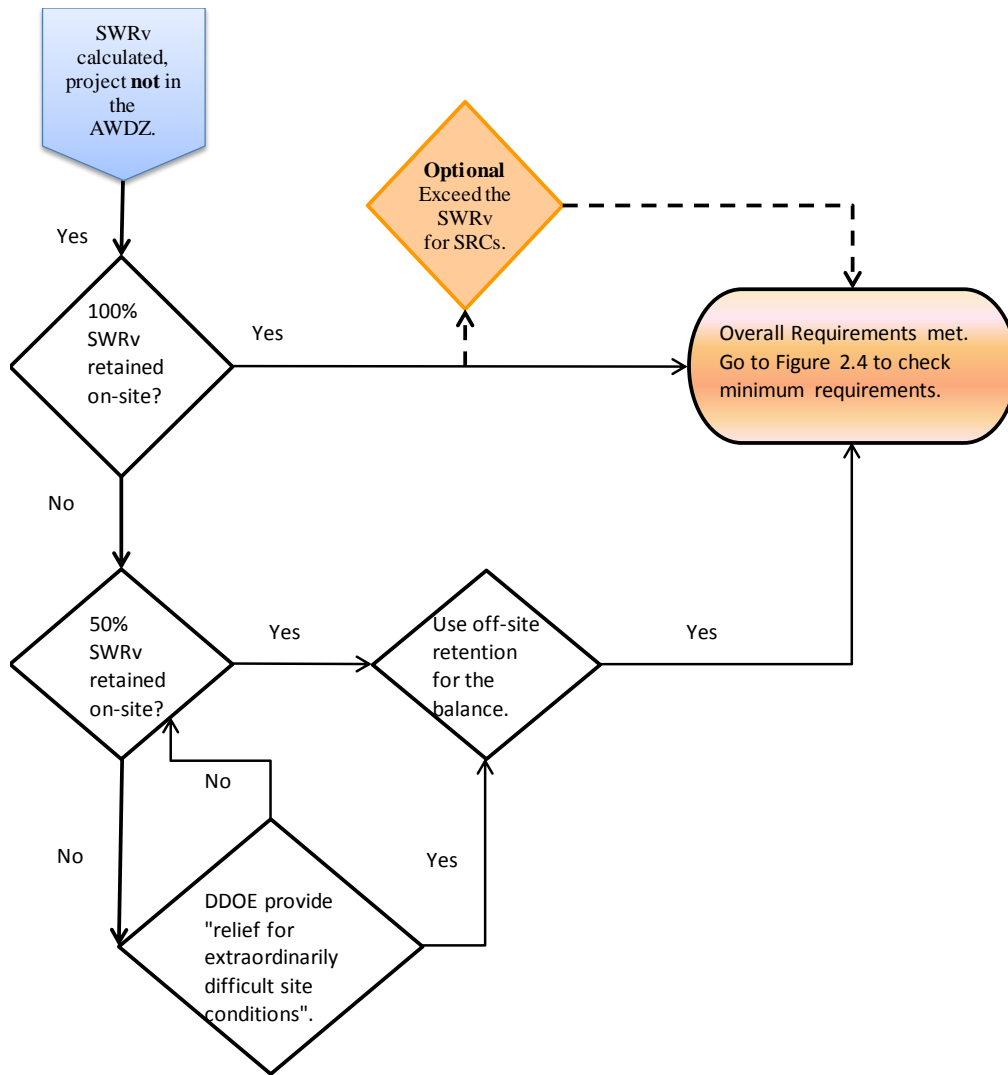 SWRv
calculated,
project not in
the
AWDZ.
Optional
Exceed the
SWRv
for SRCs.
Yes
100%
SWRv
retained
on-site?
Yes
Overall Requirements met.
Go to Figure 2.4 to check
minimum requirements.
No
50%
SWRv
retained
on-site?
Yes
Use off-site
retention
for the
balance.
Yes
No
No
Yes
DDOE provide
"relief for
extraordinarily
difficult site
conditions".